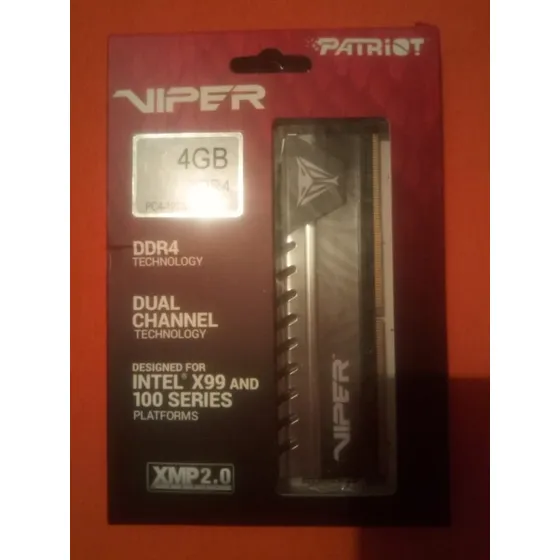 PATRIOT
VIPER
4GB
DDR4
TECHNOLOGY
DUAL
CHANNEL
TECHNOLOGY
DESIGNED FOR
INTEL® X99 AND
100 SERIES
PLATFORMS
XMP2.0
VIPER